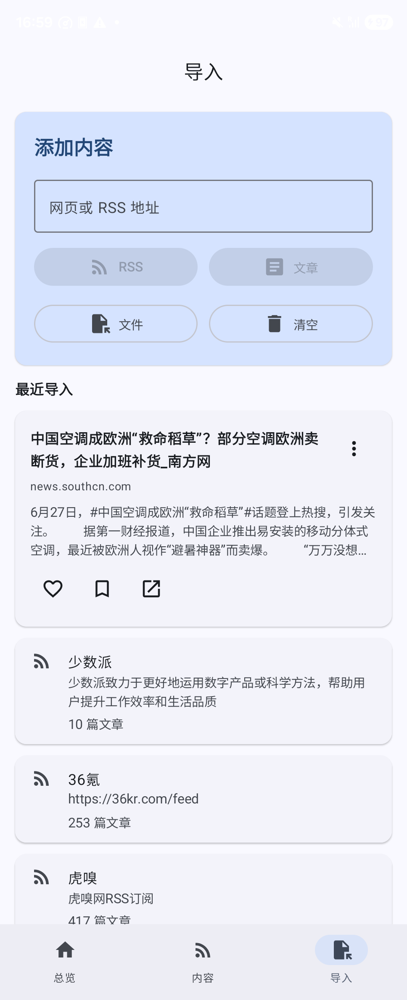 16:59
97
导入
添加内容
网页或 RSS 地址
RSS
文章
文件
清空
最近导入
中国空调成欧洲“救命稻草”？部分空调欧洲卖
断货，企业加班补货_南方网
news.southcn.com
6月27日，#中国空调成欧洲“救命稻草”#话题登上热搜，引发关
注。 据第一财经报道，中国企业推出易安装的移动分体式
空调，最近被欧洲人视作“避暑神器”而卖爆。 “万万没想...
少数派
少数派致力于更好地运用数字产品或科学方法，帮助用
户提升工作效率和生活品质
10 篇文章
36氪
https://36kr.com/feed
253 篇文章
虎嗅
虎嗅网RSS订阅
417 篇文章
总览
内容
导入